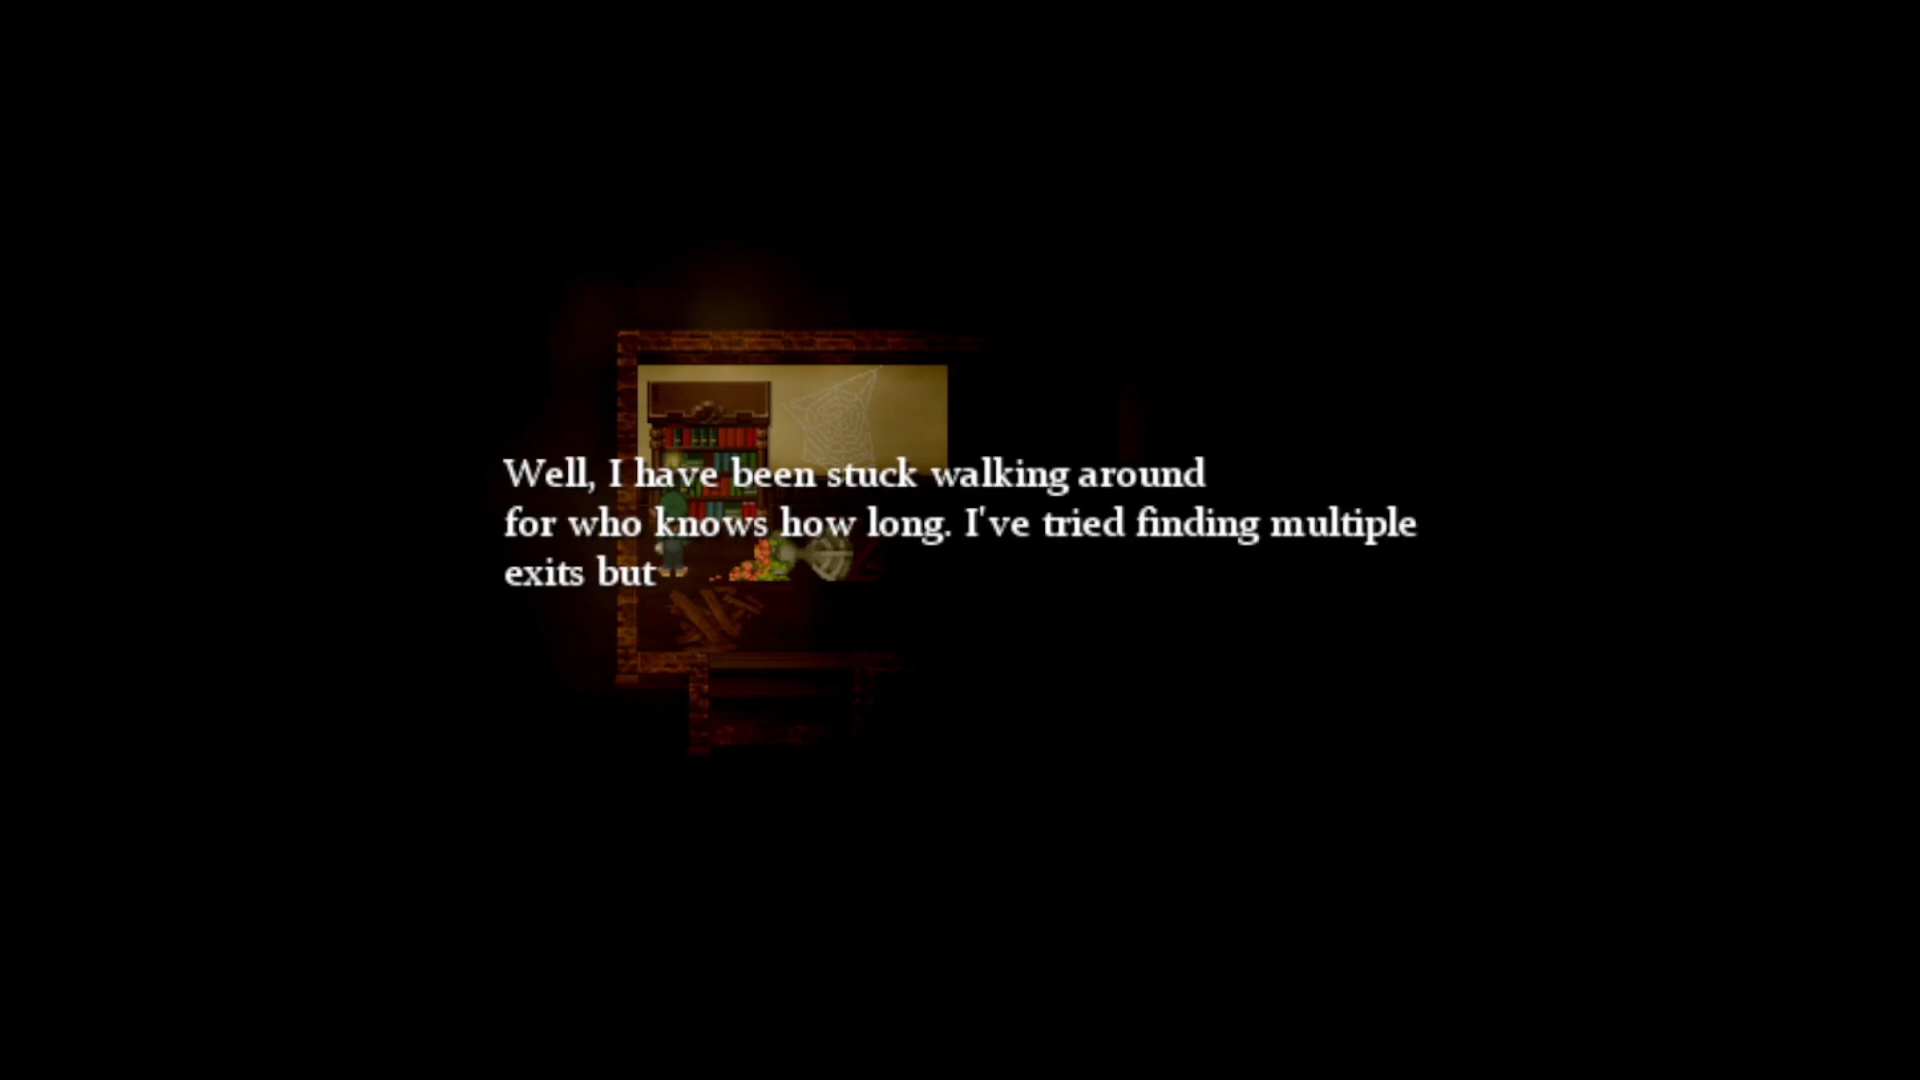 Well, I have been stuck walking around
for who knows how long. I've tried finding multiple
exits but